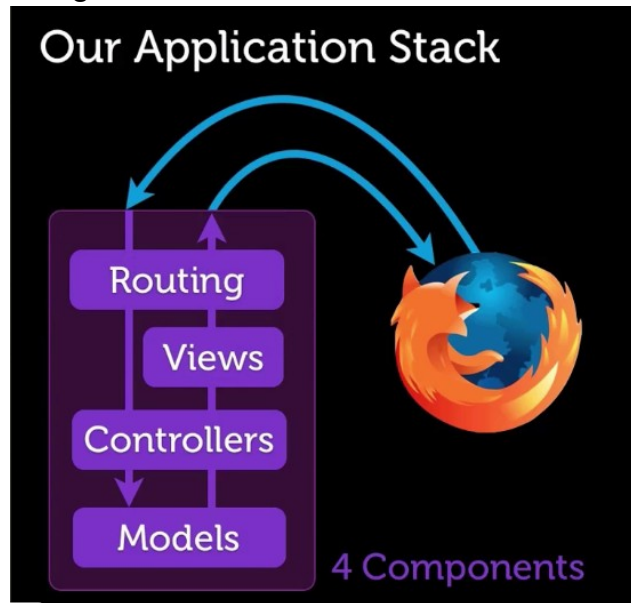 Our Application Stack
Routing
Views
Controllers
Models
4 Components